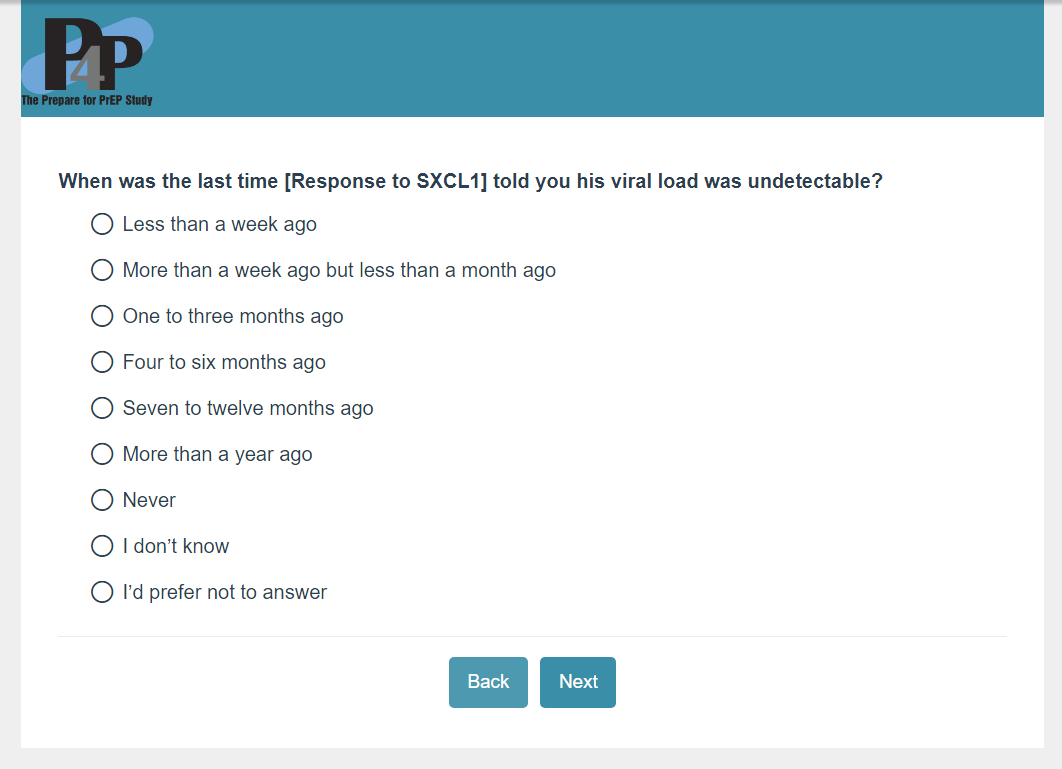 P4P
The Prepare for PrEP Study
When was the last time [Response to SXCL1] told you his viral load was undetectable?
Less than a week ago
More than a week ago but less than a month ago
One to three months ago
Four to six months ago
Seven to twelve months ago
More than a year ago
Never
I don’t know
I’d prefer not to answer
Back Next